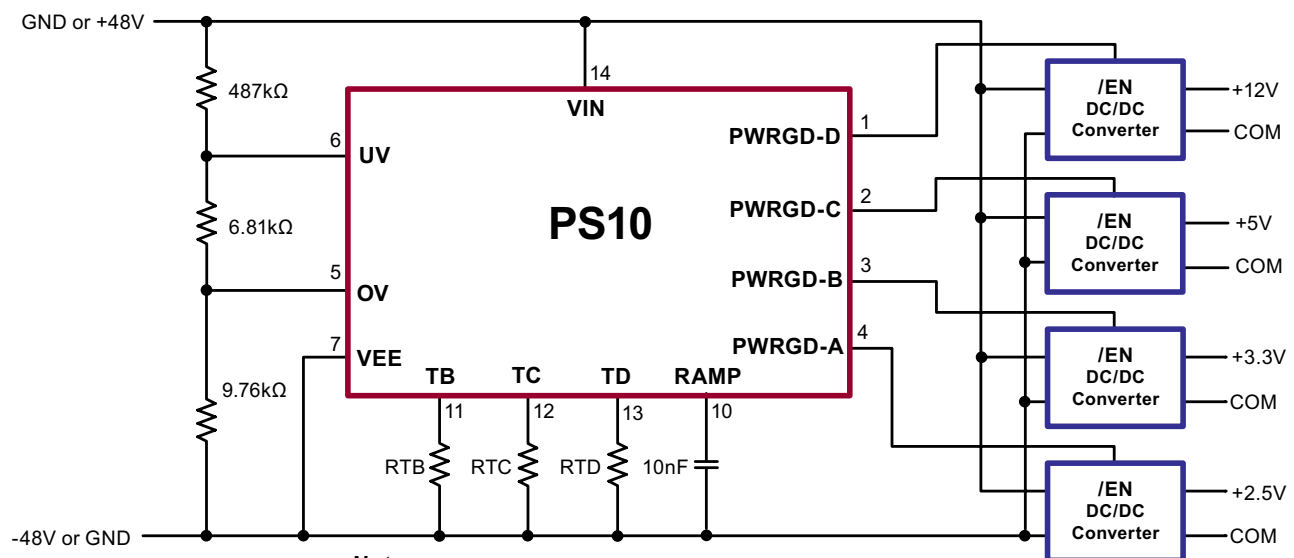 GND or +48V
487kΩ
6.81kΩ
9.76kΩ
-48V or GND
14
VIN
6
UV
5
OV
7
VEE
PS10
PWRGD-D
1
PWRGD-C
2
PWRGD-B
3
PWRGD-A
4
TB
TC
TD
RAMP
11
12
13
10
RTB
RTC
RTD
10nF
/EN
DC/DC
Converter
+12V
COM
/EN
DC/DC
Converter
+5V
COM
/EN
DC/DC
Converter
+3.3V
COM
/EN
DC/DC
Converter
+2.5V
COM